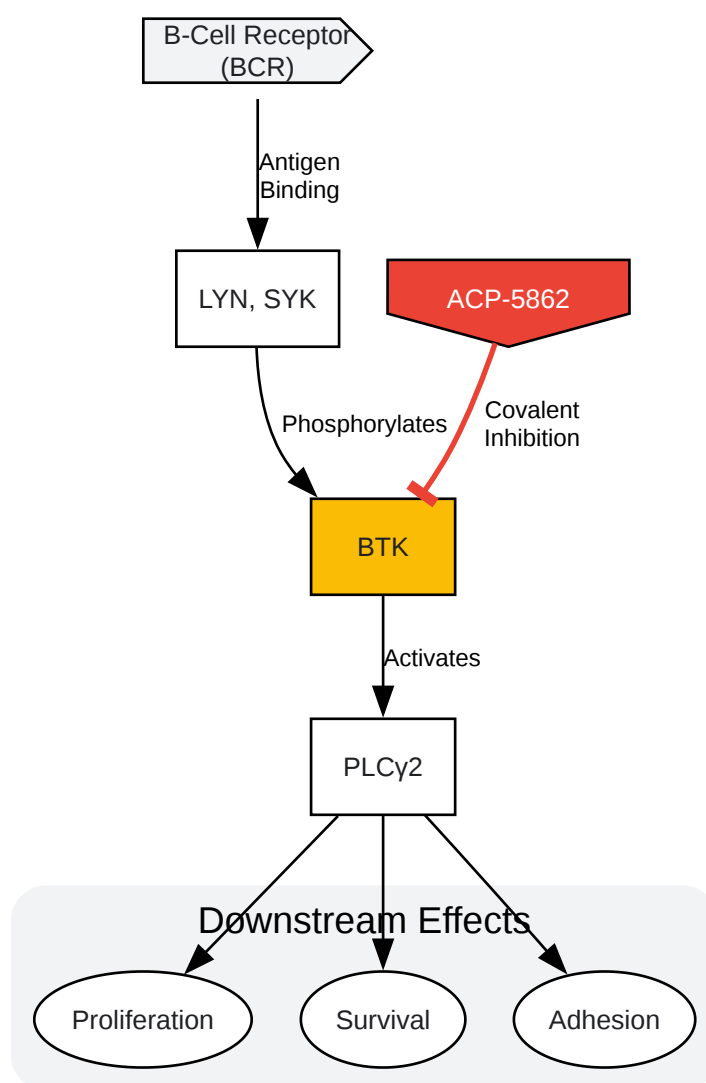 B-Cell Receptor
(BCR)
Antigen
Binding
LYN, SYK
ACP-5862
Phosphorylates
Covalent
Inhibition
BTK
Activates
PLCγ2
Downstream Effects
Proliferation
Survival
Adhesion